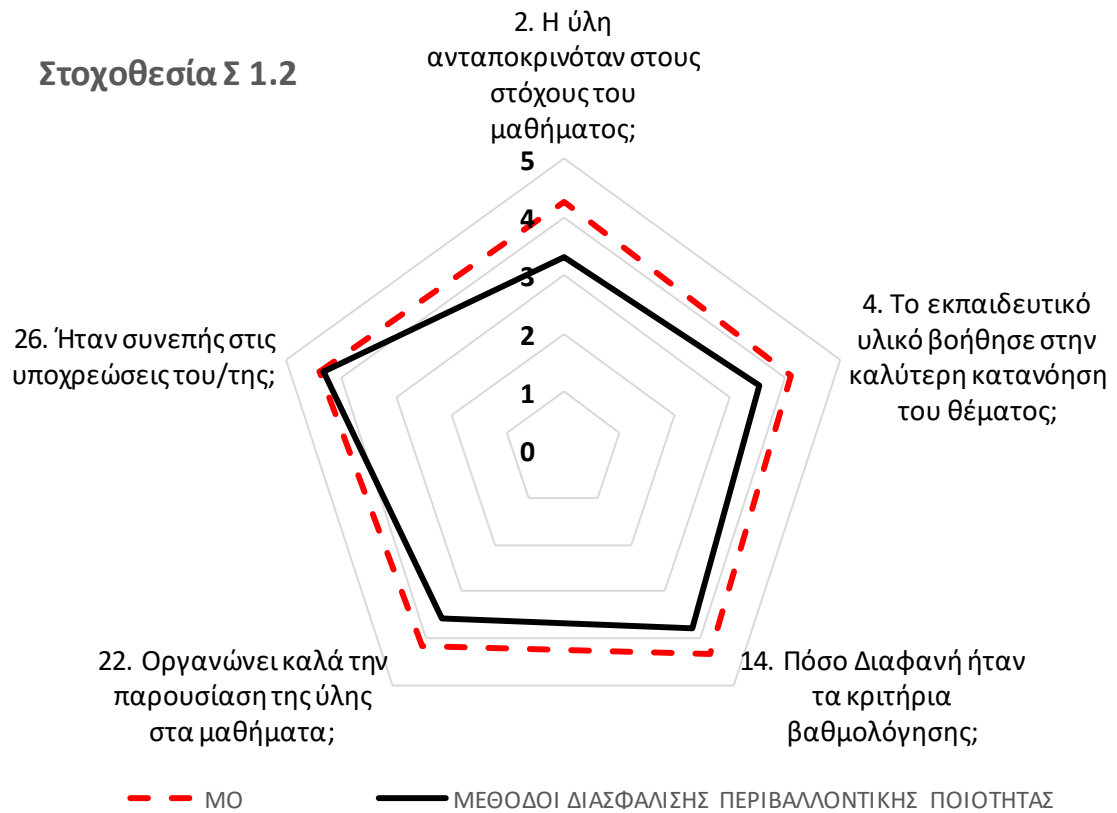 Στοχοθεσία Σ 1.2
2. Η ύλη
ανταποκρινόταν στους
στόχους του
μαθήματος;
5
4
3
2
1
0
4. Το εκπαιδευτικό
υλικό βοήθησε στην
καλύτερη κατανόηση
του θέματος;
14. Πόσο Διαφανή ήταν
τα κριτήρια
βαθμολόγησης;
22. Οργανώνει καλά την
παρουσίαση της ύλης
στα μαθήματα;
26. Ήταν συνεπής στις
υποχρεώσεις του/της;
ΜΟ
ΜΕΘΟΔΟΙ ΔΙΑΣΦΑΛΙΣΗΣ ΠΕΡΙΒΑΛΛΟΝΤΙΚΗΣ ΠΟΙΟΤΗΤΑΣ